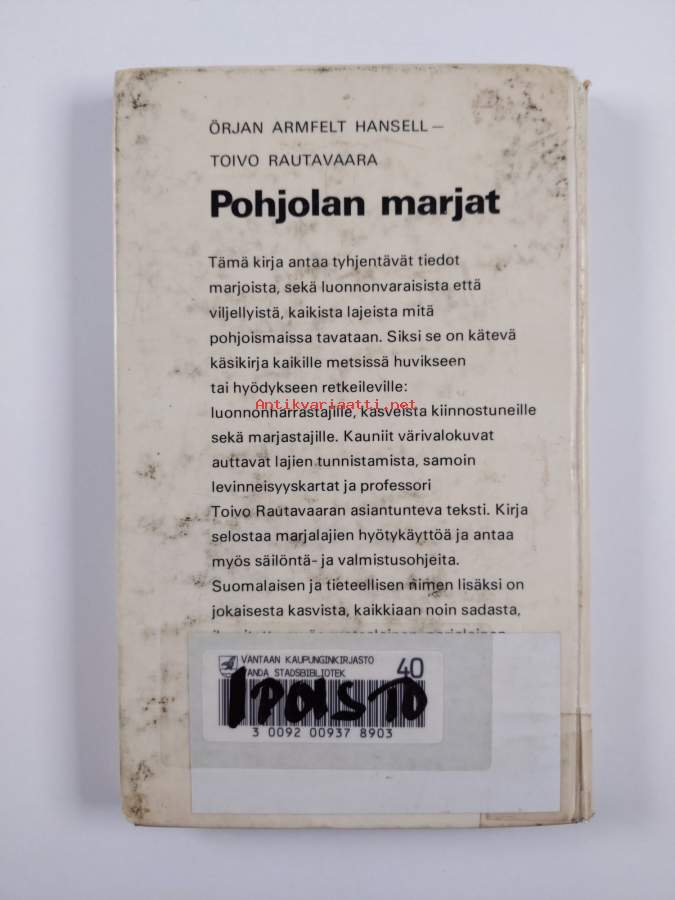 ÖRJAN ARMFELT HANSELL —
TOIVO RAUTAVAARA
Pohjolan marjat
Tämä kirja antaa tyhjentävät tiedot
marjoista, sekä luonnonvaraisista että
viljellyistä, kaikista lajeista mitä
pohjoismaissa tavataan. Siksi se on kätevä
käsikirja kaikille metsissä huvikseen
tai hyödykseen retkeileville:
Antikvariaatti.net
luonnonharrastajille, kasveista kiinnostuneille
sekä marjastajille. Kauniit värivalokuvat
auttavat lajien tunnistamista, samoin
levinneisyyskartat ja professori
Toivo Rautavaaran asiantunteva teksti. Kirja
selostaa marjalajien hyötykäyttöä ja antaa
myös säilöntä- ja valmistusohjeita.
Suomalaisen ja tieteellisen nimen lisäksi on
jokaisesta kasvista, kaikkiaan noin sadasta,
VANTAAN KAUPUNGINKIRJASTO
VANDA STADSBIBLIOTEK
40
Ipoisto
3 0092 00937 8903